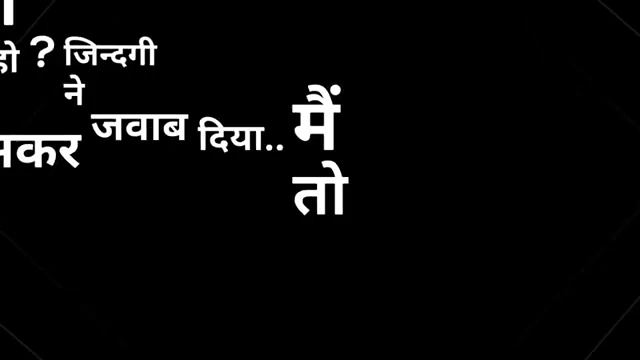 हो ? जिन्दगी
ने
जवाब दिया.. मैं
तो